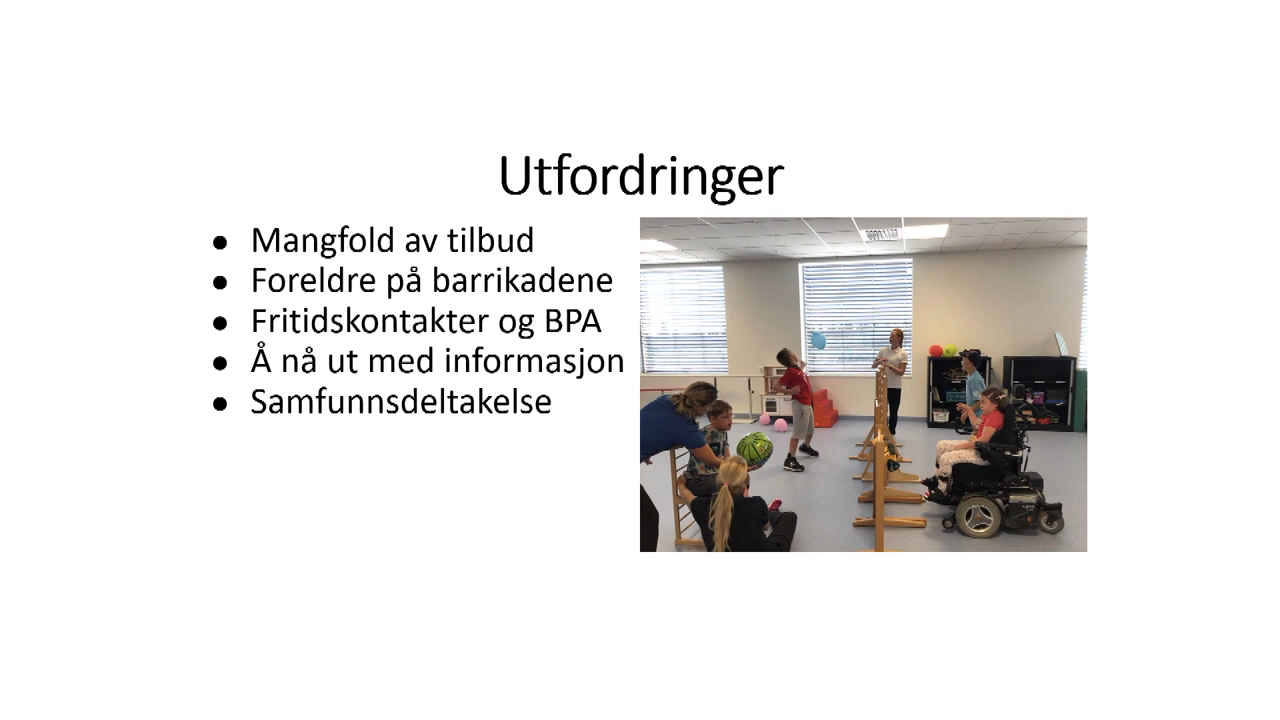 Utfordringer
● Mangfold av tilbud
● Foreldre på barrikadene
● Fritidskontakter og BPA
● Å nå ut med informasjon
● Samfunnsdeltakelse